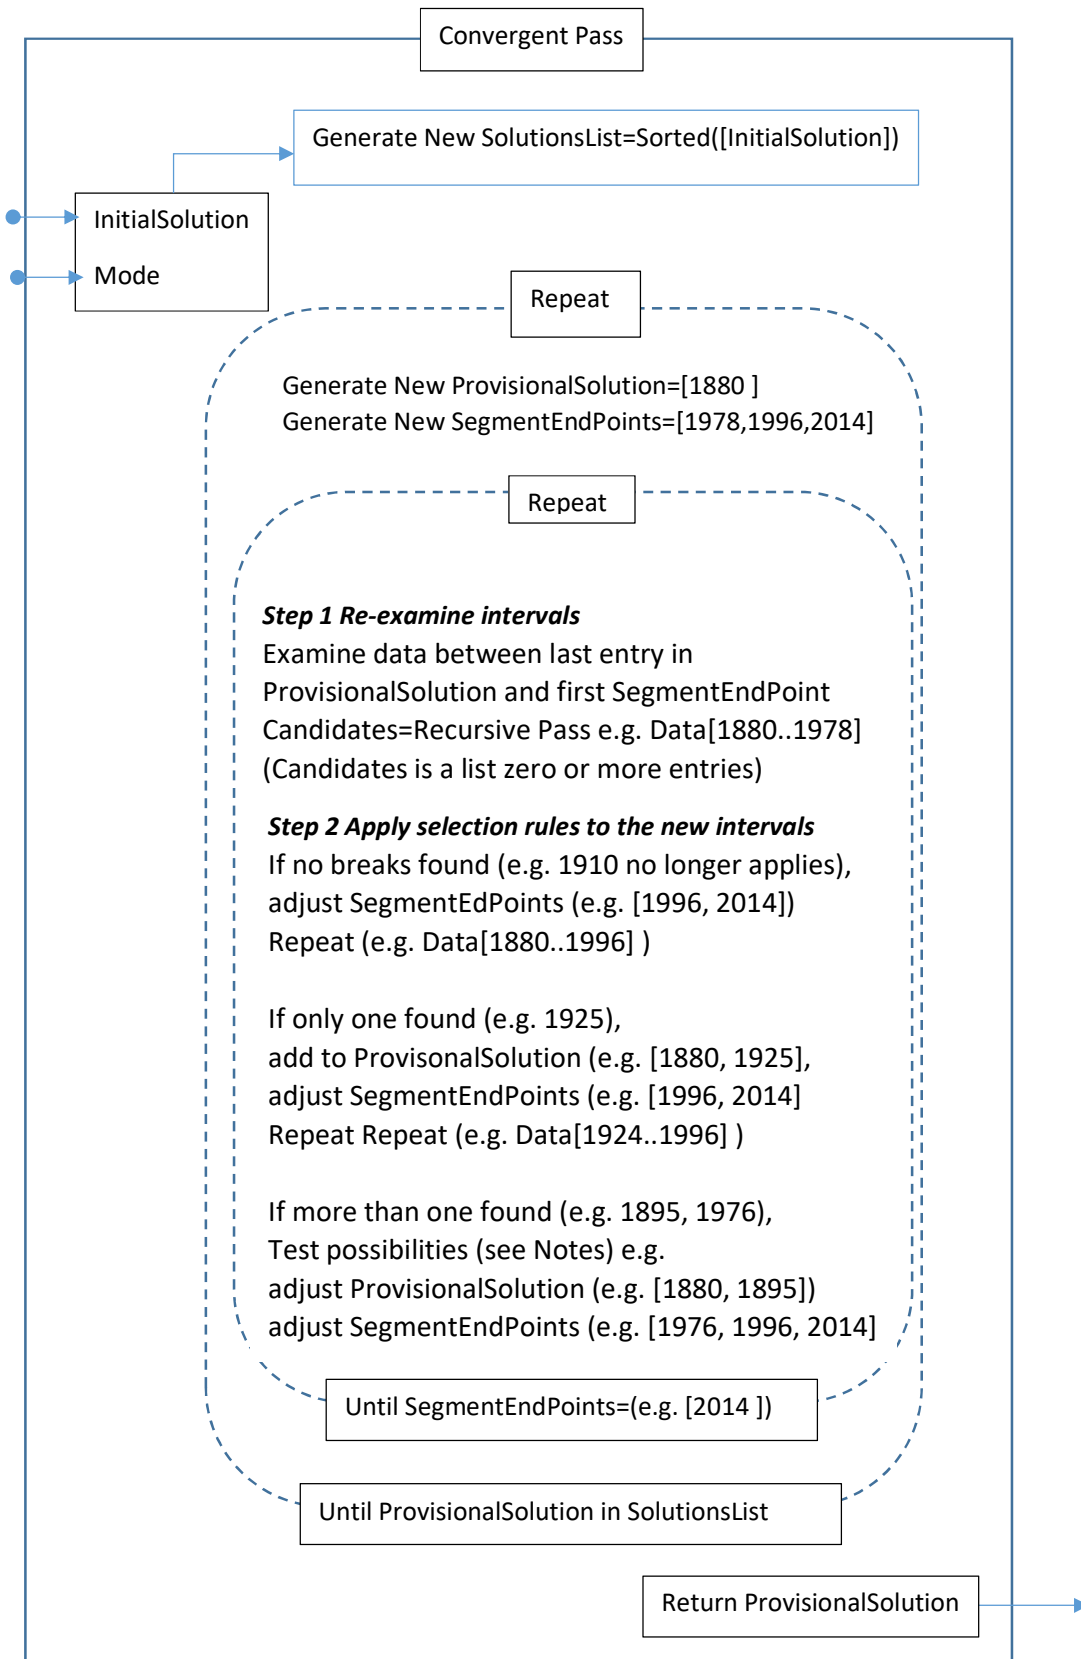 Convergent Pass
Generate New SolutionsList=Sorted([InitialSolution])
InitialSolution
Mode
Repeat
Generate New ProvisionalSolution=[1880 ]
Generate New SegmentEndPoints=[1978,1996,2014]
Repeat
Step 1 Re-examine intervals
Examine data between last entry in
ProvisionalSolution and first SegmentEndPoint
Candidates=Recursive Pass e.g. Data[1880..1978]
(Candidates is a list zero or more entries)
Step 2 Apply selection rules to the new intervals
If no breaks found (e.g. 1910 no longer applies),
adjust SegmentEdPoints (e.g. [1996, 2014])
Repeat (e.g. Data[1880..1996] )
If only one found (e.g. 1925),
add to ProvisonalSolution (e.g. [1880, 1925],
adjust SegmentEndPoints (e.g. [1996, 2014]
Repeat Repeat (e.g. Data[1924..1996] )
If more than one found (e.g. 1895, 1976),
Test possibilities (see Notes) e.g.
adjust ProvisionalSolution (e.g. [1880, 1895])
adjust SegmentEndPoints (e.g. [1976, 1996, 2014]
Until SegmentEndPoints=(e.g. [2014 ])
Until ProvisionalSolution in SolutionsList
Return ProvisionalSolution